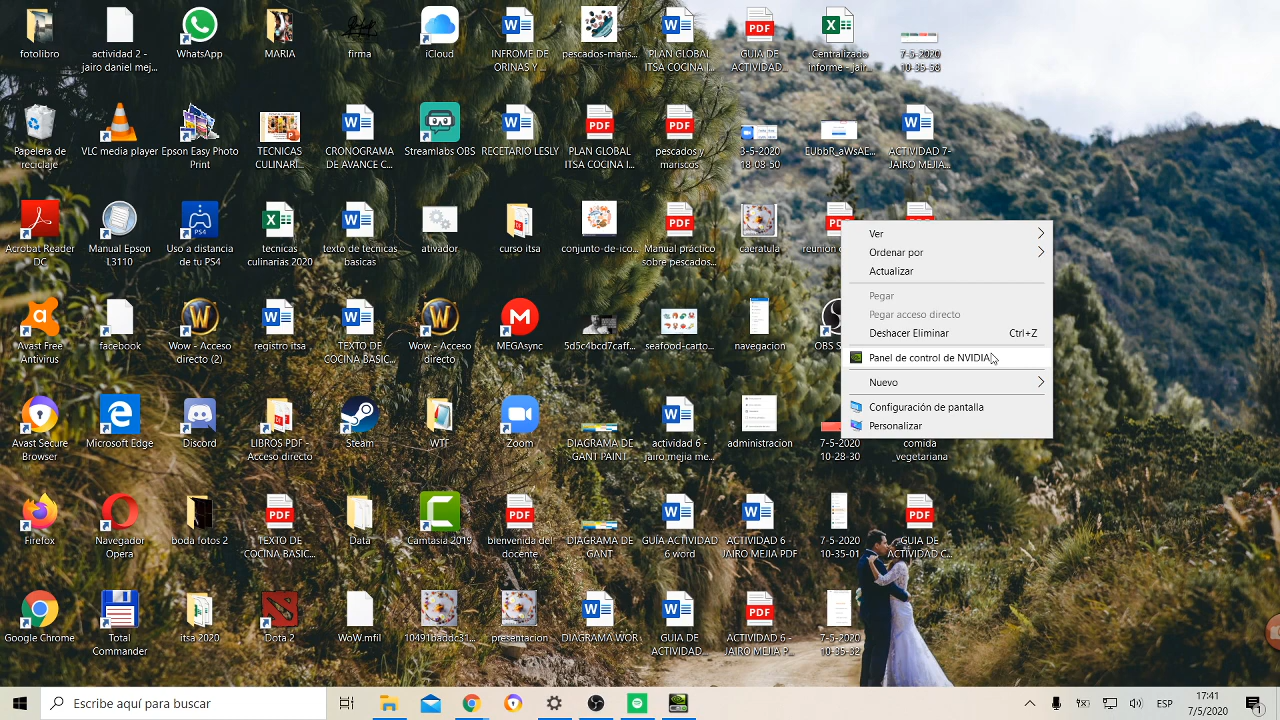 fotolibro
actividad 2
jairo daniel ...
WhatsApp
MARIA
firma
iCloud
INFROME DE
ORINAS Y ...
pescados-maris...
PLAN GLOBAL
ITSA COCINA I...
GUIA DE
ACTIVIDAD ...
Centralizado
informe - jair...
7-5-2020
10-35-58
Papelera de
reciclaje
VLC media player
Epson Easy Photo
Print
TECNICAS
CULINARI...
CRONOGRAMA
DE AVANCE C...
Streamlabs OBS
RECETARIO LESLY
PLAN GLOBAL
ITSA COCINA I...
pescados y
mariscos
3-5-2020
18-08-50
EUbbR_aWsAE...
ACTIVIDAD 7-
JAIRO MEJIA...
Acrobat Reader
DC
Manual Epson
L3110
Uso a distancia
de tu PS4
tecnicas
culinarias 2020
texto de tecnicas
basicas
ativador
curso itsa
conjunto-de-ico...
Manual práctico
sobre pescados...
caeratula
Avast Free
Antivirus
facebook
Wow - Acceso
directo (2)
registro itsa
TEXTO DE
COCINA BASIC...
Wow - Acceso
directo
MEGAsync
5d5c4bcd7caff...
seafood-carto...
navegacion
OBS S
Ver
Ordenar por
Actualizar
Pegar
Pegar acceso directo
Deshacer Eliminar Ctrl+Z
Panel de control de NVIDIA
Nuevo
Configuración de pantalla
Personalizar
Avast Secure
Browser
Microsoft Edge
Discord
LIBROS PDF -
Acceso directo
Steam
WTF
Zoom
DIAGRAMA DE
GANT PAINT
actividad 6 -
jairo mejia me...
administracion
7-5-2020
10-28-30
comida
_vegetariana
Firefox
Navegador
Opera
boda fotos 2
TEXTO DE
COCINA BASIC...
Data
Camtasia 2019
bienvenida del
docente
DIAGRAMA DE
GANT
GUIA ACTIVIDAD
6 word
ACTIVIDAD 6 -
JAIRO MEJIA PDF
7-5-2020
10-35-01
GUIA DE
ACTIVIDAD C...
Google Chrome
Total
Commander
itsa 2020
Dota 2
WoW.mfil
10491baddc31...
presentacion
DIAGRAMA WOR
GUIA DE
ACTIVIDAD ...
ACTIVIDAD 6 -
JAIRO MEJIA P...
7-5-2020
10-35-32
Escribe aquí para buscar
ESP
17:41